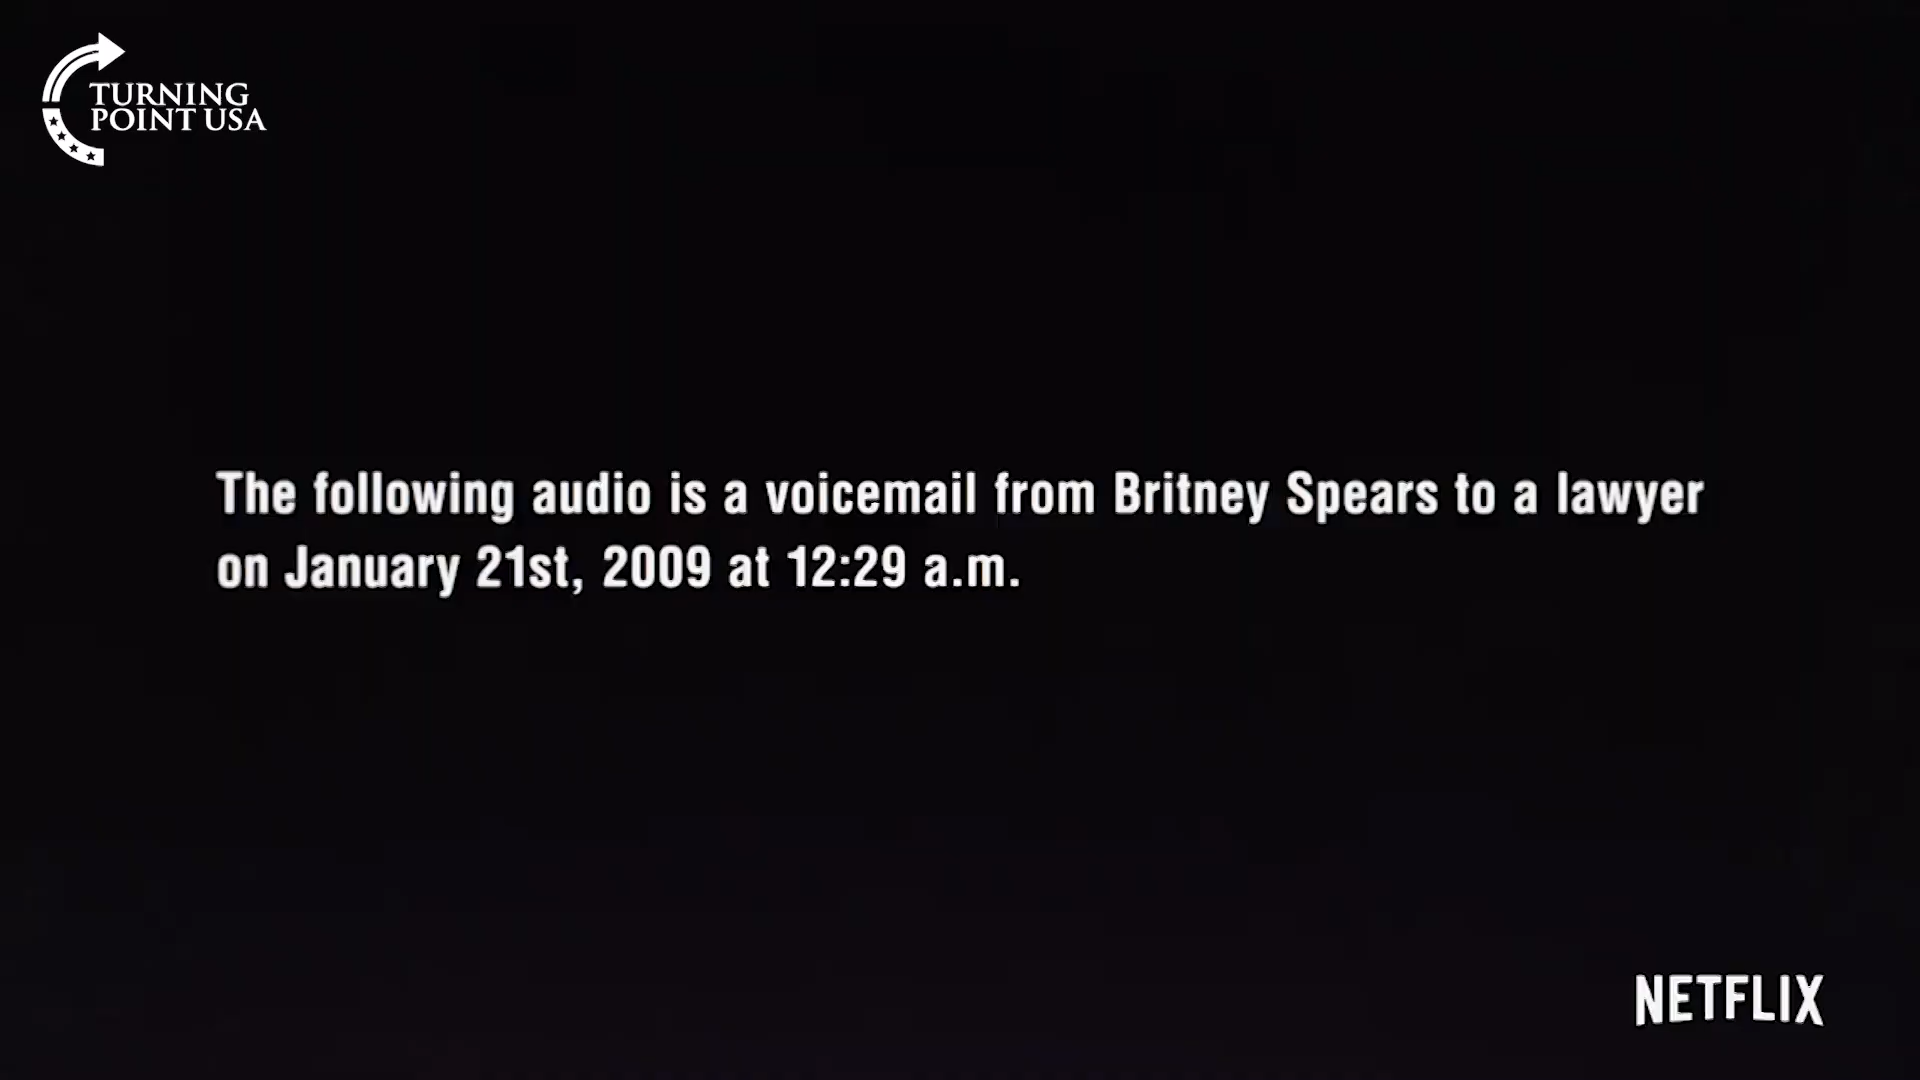 TURNING
POINT USA
The following audio is a voicemail from Britney Spears to a lawyer
on January 21st, 2009 at 12:29 a.m.
NETFLIX